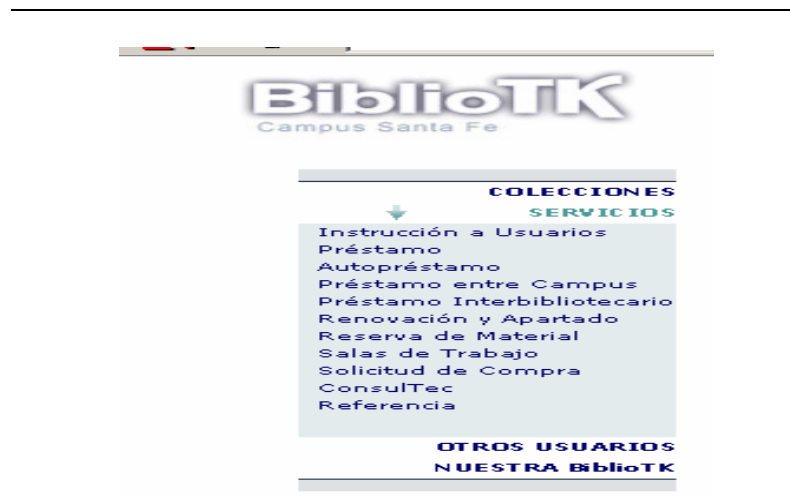 BiblioTK
Campus Santa Fe
COLECCIONES
SERVICIOS
Instrucción a Usuarios
Préstamo
Autopréstamo
Préstamo entre Campus
Préstamo Interbibliotecario
Renovación y Apartado
Reserva de Material
Salas de Trabajo
Solicitud de Compra
ConsulTec
Referencia
OTROS USUARIOS
NUESTRA BiblioTK